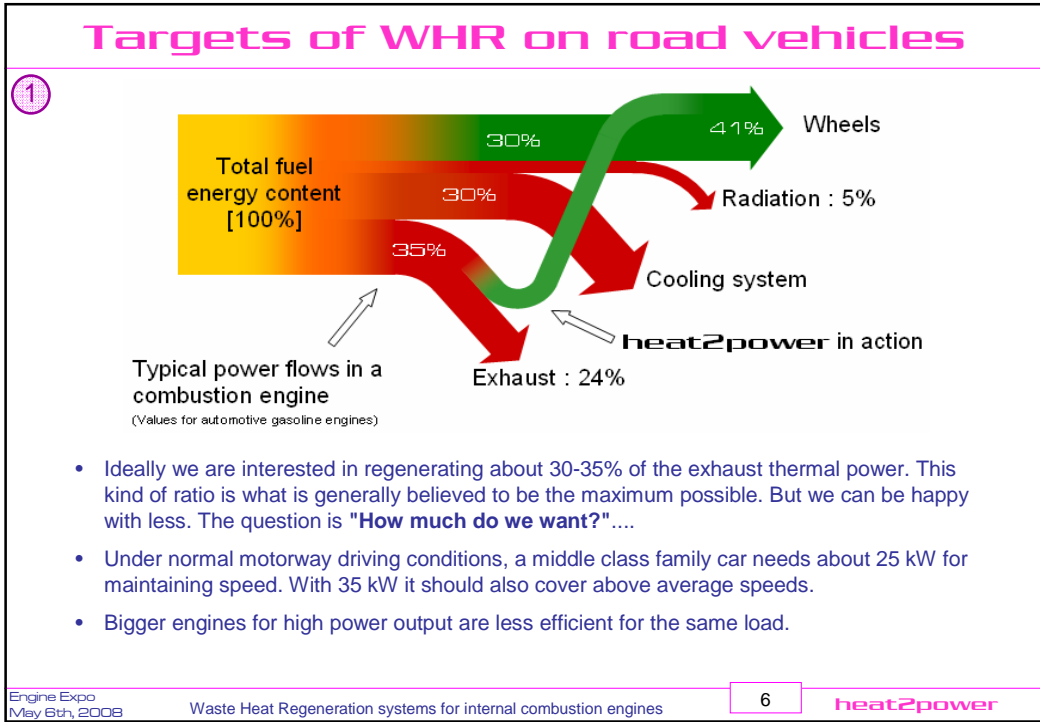 Targets of WHR on road vehicles
1
30%
41%
Wheels
Total fuel
energy content
[100%]
30%
Radiation : 5%
35%
Cooling system
heat2power in action
Typical power flows in a
combustion engine
(Values for automotive gasoline engines)
Exhaust : 24%
• Ideally we are interested in regenerating about 30-35% of the exhaust thermal power. This
kind of ratio is what is generally believed to be the maximum possible. But we can be happy
with less. The question is "How much do we want?"....
• Under normal motorway driving conditions, a middle class family car needs about 25 kW for
maintaining speed. With 35 kW it should also cover above average speeds.
• Bigger engines for high power output are less efficient for the same load.
Engine Expo
May 6th, 2008
Waste Heat Regeneration systems for internal combustion engines
6
heat2power